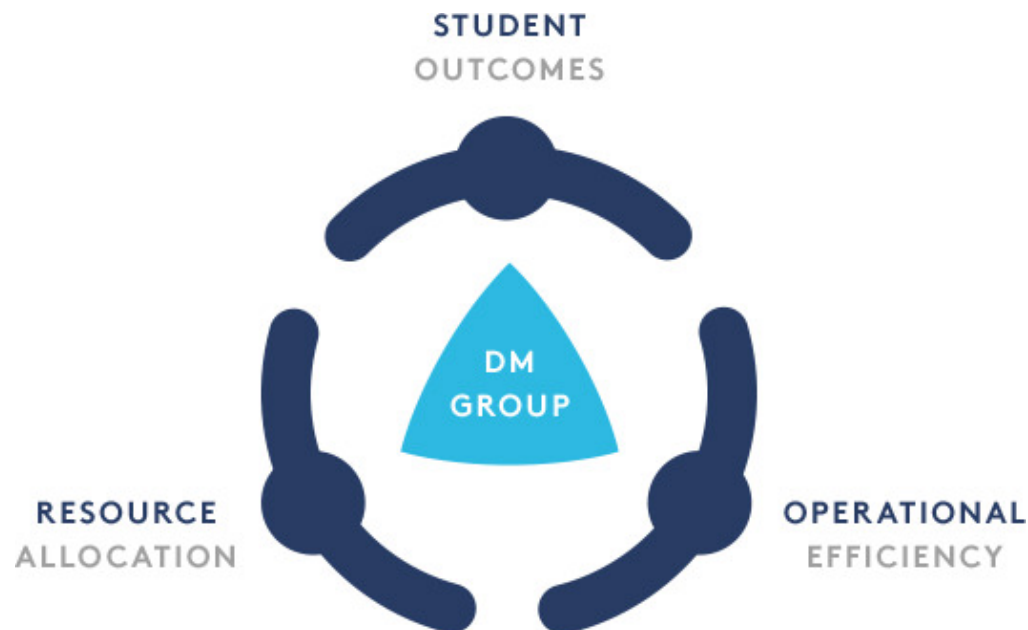 STUDENT
OUTCOMES
DM
GROUP
RESOURCE
ALLOCATION
OPERATIONAL
EFFICIENCY